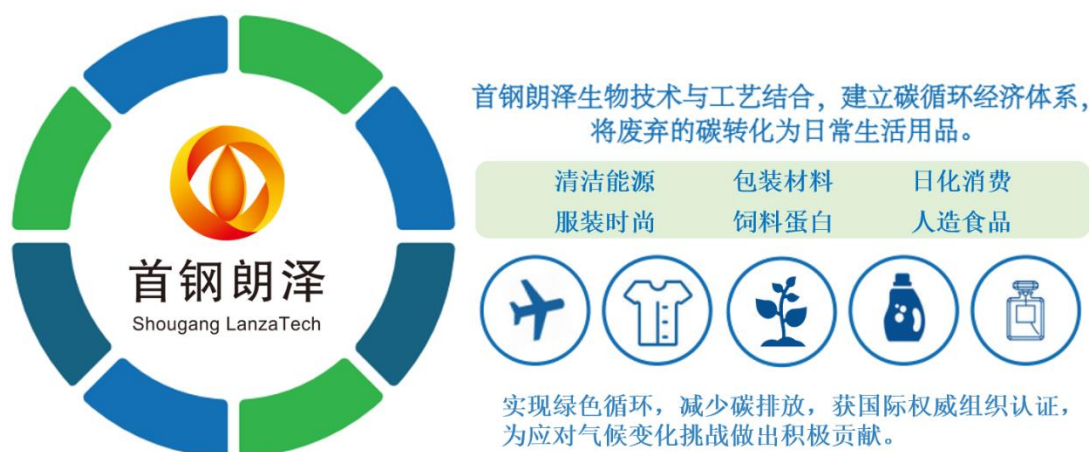 首钢朗泽
Shougang LanzaTech
首钢朗泽生物技术与工艺结合，建立碳循环经济体系，
将废弃的碳转化为日常生活用品。
清洁能源 包装材料 日化消费
服装时尚 饲料蛋白 人造食品
实现绿色循环，减少碳排放，获国际权威组织认证，
为应对气候变化挑战做出积极贡献。